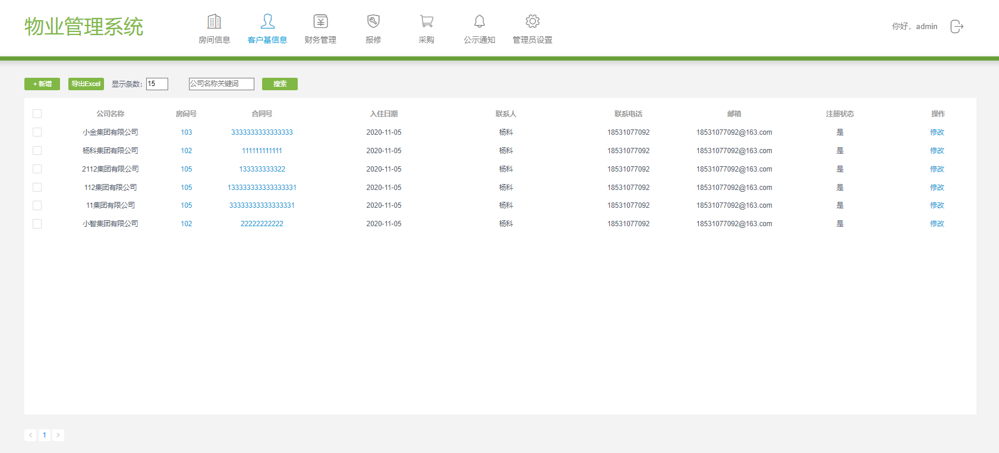 物业管理系统
房间信息 客户基信息 财务管理 报修 采购 公示通知 管理员设置
你好，admin
+ 新增 导出Excel 显示条数： 15 公司名称关键词 搜索
公司名称 房间号 合同号 入住日期 联系人 联系电话 邮箱 注册状态 操作
小金集团有限公司 103 3333333333333333 2020-11-05 杨科 18531077092 18531077092@163.com 是 修改
杨科集团有限公司 102 111111111111 2020-11-05 杨科 18531077092 18531077092@163.com 是 修改
2112集团有限公司 105 133333333322 2020-11-05 杨科 18531077092 18531077092@163.com 是 修改
112集团有限公司 105 133333333333333331 2020-11-05 杨科 18531077092 18531077092@163.com 是 修改
11集团有限公司 105 33333333333333331 2020-11-05 杨科 18531077092 18531077092@163.com 是 修改
小智集团有限公司 102 22222222222 2020-11-05 杨科 18531077092 18531077092@163.com 是 修改
< 1 >